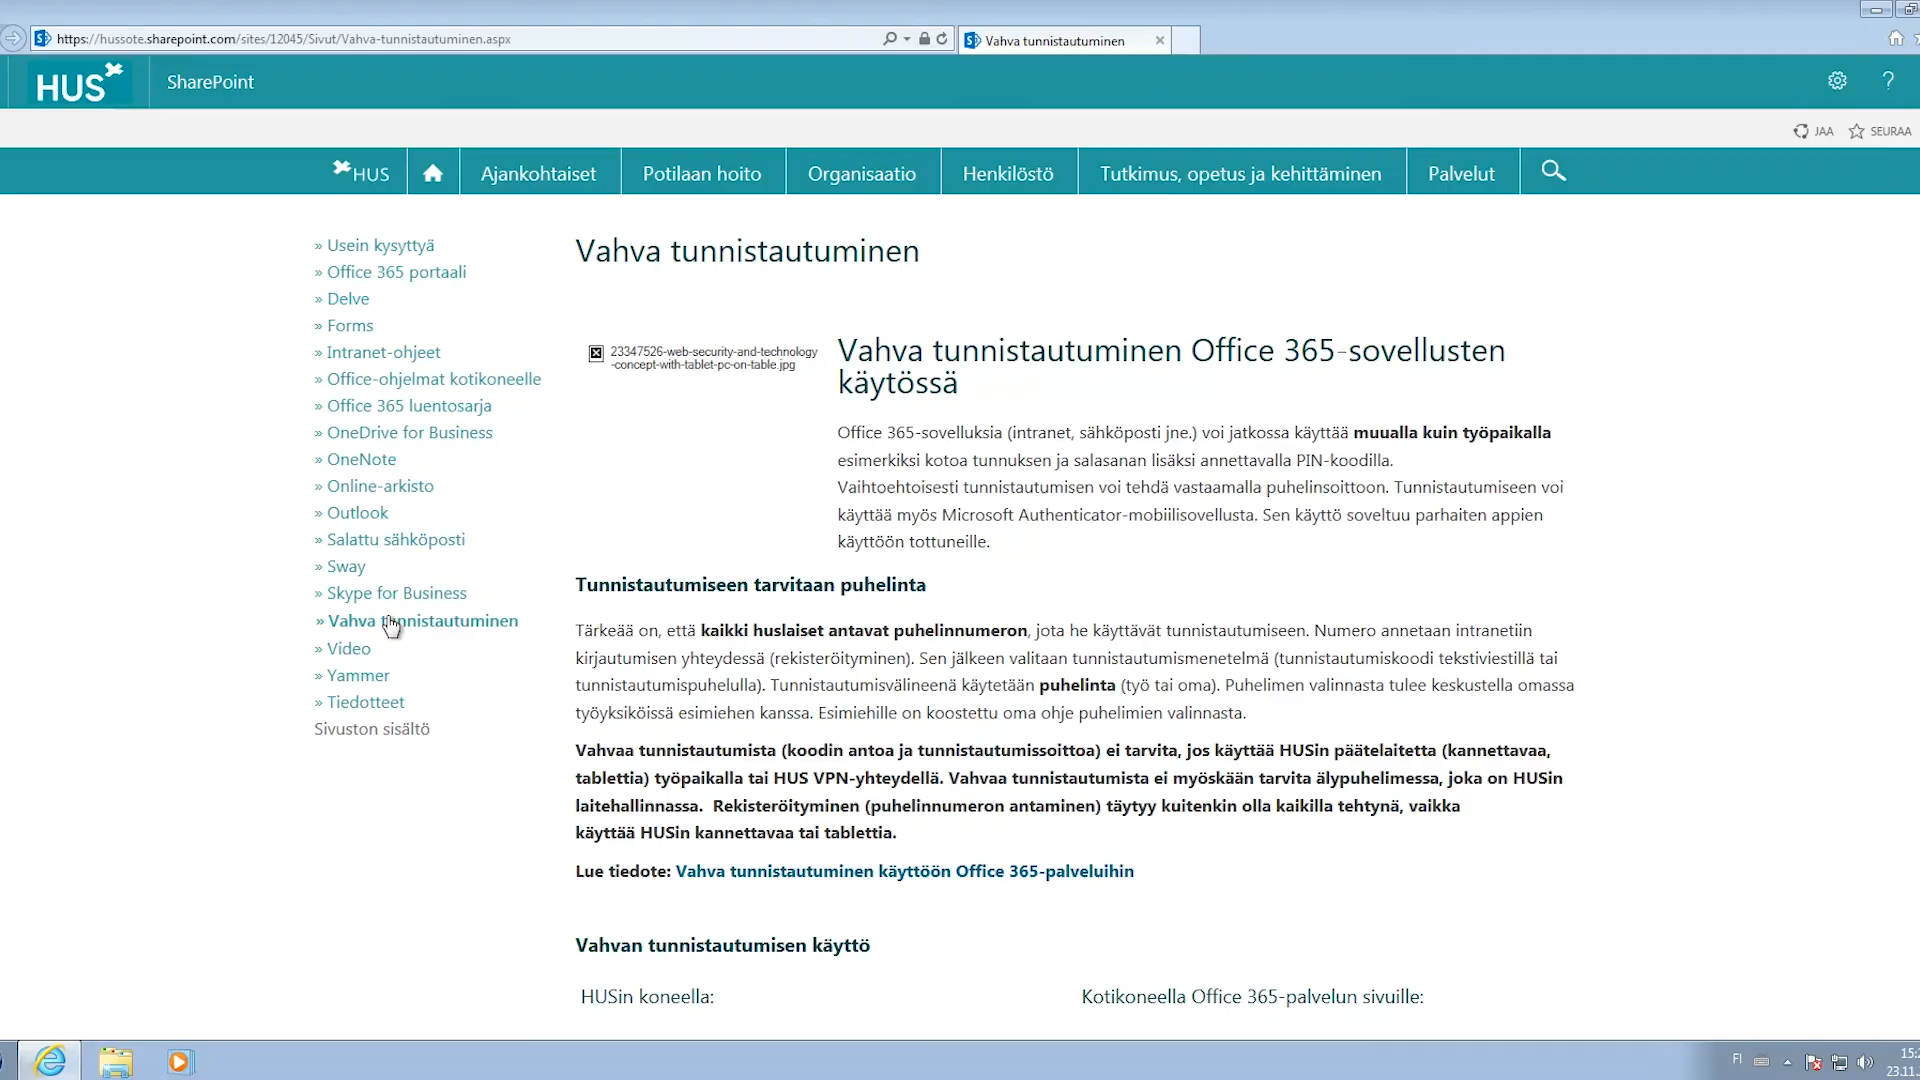 https://hussote.sharepoint.com/sites/12045/Sivut/Vahva-tunnistautuminen.aspx
Vahva tunnistautuminen
HUS
SharePoint
JAA
SEURAA
HUS
Ajankohtaiset
Potilaan hoito
Organisaatio
Henkilöstö
Tutkimus, opetus ja kehittäminen
Palvelut
» Usein kysyttyä
» Office 365 portaali
» Delve
» Forms
» Intranet-ohjeet
» Office-ohjelmat kotikoneelle
» Office 365 luentosarja
» OneDrive for Business
» OneNote
» Online-arkisto
» Outlook
» Salattu sähköposti
» Sway
» Skype for Business
» Vahva tunnistautuminen
» Video
» Yammer
» Tiedotteet
Sivuston sisältö
Vahva tunnistautuminen
23347526-web-security-and-technology
-concept-with-tablet-pc-on-table.jpg
Vahva tunnistautuminen Office 365-sovellusten
käytössä
Office 365-sovelluksia (intranet, sähköposti jne.) voi jatkossa käyttää muualla kuin työpaikalla
esimerkiksi kotoa tunnuksen ja salasanan lisäksi annettavalla PIN-koodilla.
Vaihtoehtoisesti tunnistautumisen voi tehdä vastaamalla puhelinsoittoon. Tunnistautumiseen voi
käyttää myös Microsoft Authenticator-mobiilisovellusta. Sen käyttö soveltuu parhaiten appien
käyttöön tottuneille.
Tunnistautumiseen tarvitaan puhelinta
Tärkeää on, että kaikki huslaiset antavat puhelinnumeron, jota he käyttävät tunnistautumiseen. Numero annetaan intranetiin
kirjautumisen yhteydessä (rekisteröityminen). Sen jälkeen valitaan tunnistautumismenetelmä (tunnistautumiskoodi tekstiviestillä tai
tunnistautumispuhelulla). Tunnistautumisvälineenä käytetään puhelinta (työ tai oma). Puhelimen valinnasta tulee keskustella omassa
työyksiköissä esimiehen kanssa. Esimiehille on koostettu oma ohje puhelimien valinnasta.
Vahvaa tunnistautumista (koodin antoa ja tunnistautumissoittoa) ei tarvita, jos käyttää HUSin päätelaitetta (kannettavaa,
tablettia) työpaikalla tai HUS VPN-yhteydellä. Vahvaa tunnistautumista ei myöskään tarvita älypuhelimessa, joka on HUSin
laitehallinnassa. Rekisteröityminen (puhelinnumeron antaminen) täytyy kuitenkin olla kaikilla tehtynä, vaikka
käyttää HUSin kannettavaa tai tablettia.
Lue tiedote: Vahva tunnistautuminen käyttöön Office 365-palveluihin
Vahvan tunnistautumisen käyttö
HUSin koneella:
Kotikoneella Office 365-palvelun sivuille:
FI